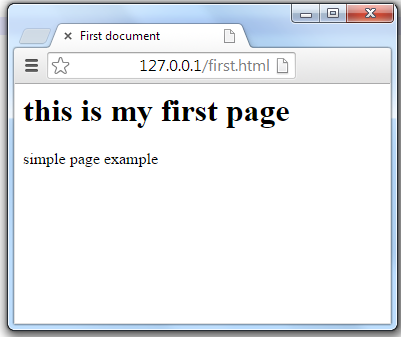 First document
127.0.0.1/first.html
this is my first page
simple page example